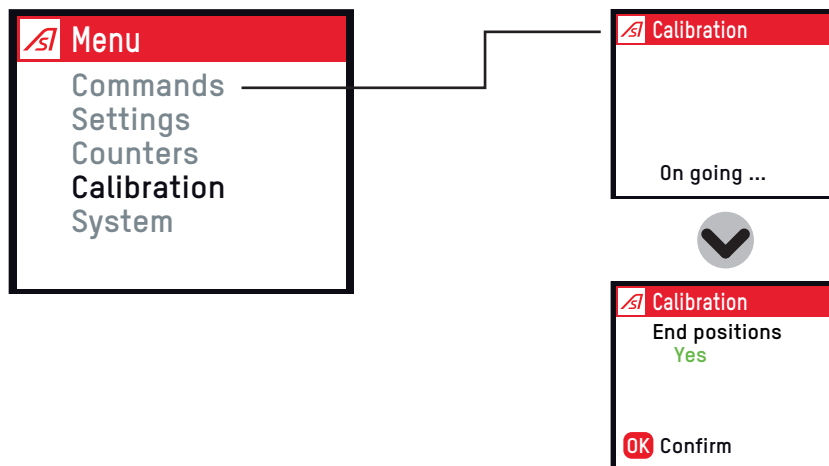 Menu
Commands
Settings
Counters
Calibration
System
Calibration
On going ...
Calibration
End positions
Yes
OK Confirm